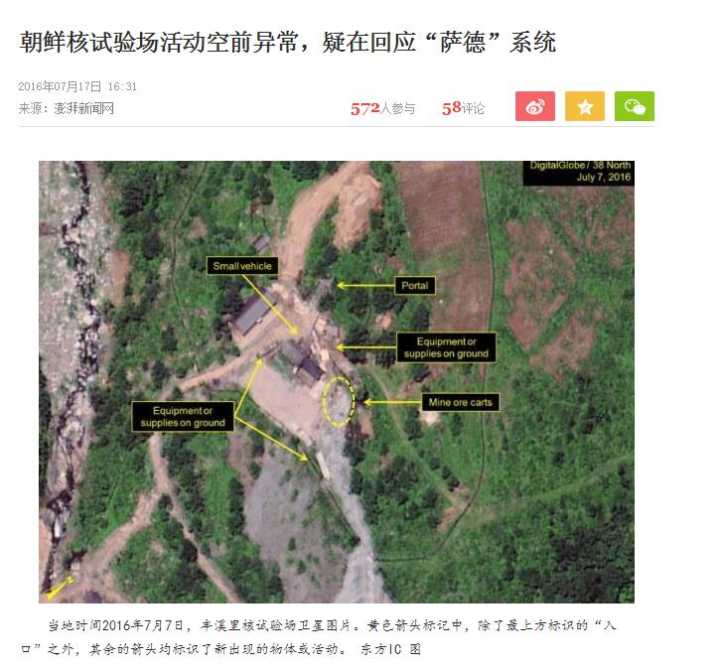 朝鲜核试验场活动空前异常，疑在回应“萨德”系统
2016年07月17日 16:31
来源：澎湃新闻网
572人参与 58评论
DigitalGlobe / 38 North
July 7, 2016
Small vehicle
Portal
Equipment or
supplies on ground
Mine ore carts
Equipment or
supplies on ground
当地时间2016年7月7日，丰溪里核试验场卫星图片。黄色箭头标记中，除了最上方标识的“入
口”之外，其余的箭头均标识了新出现的物体或活动。 东方IC 图